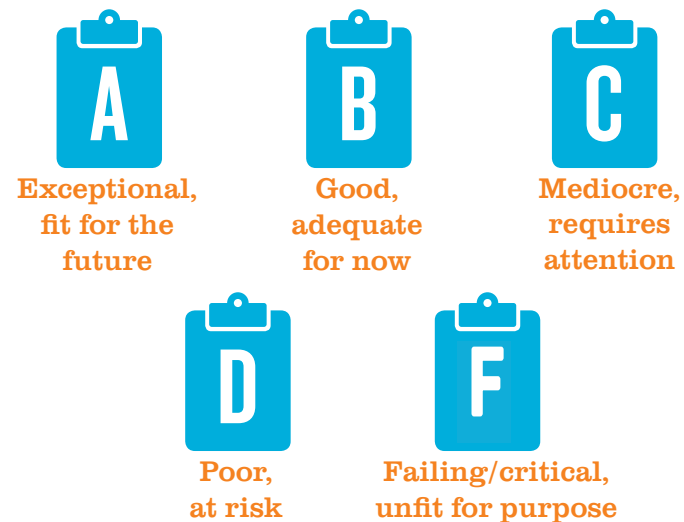 A
Exceptional,
fit for the
future
B
Good,
adequate
for now
C
Mediocre,
requires
attention
D
Poor,
at risk
F
Failing/critical,
unfit for purpose